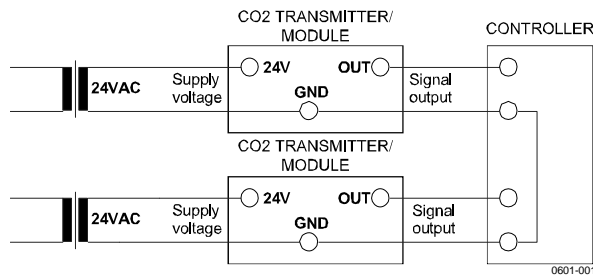 CO2 TRANSMITTER/
MODULE
CONTROLLER
24VAC
Supply
voltage
24V
OUT
GND
Signal
output
CO2 TRANSMITTER/
MODULE
24VAC
Supply
voltage
24V
OUT
GND
Signal
output
0601-001